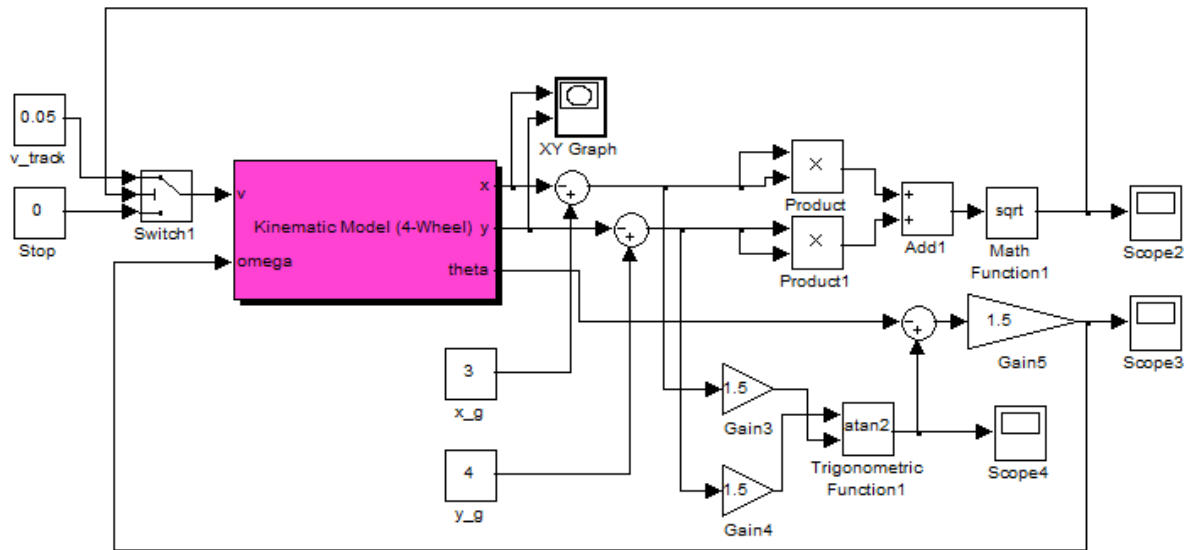 0.05
v_track
0
Stop
Switch1
v
omega
Kinematic Model (4-Wheel)
x
y
theta
XY Graph
3
x_g
4
y_g
×
Product
×
Product1
+
+
Add1
sqrt
Math
Function1
Scope2
1.5
Gain5
Scope3
1.5
Gain3
1.5
Gain4
atan2
Trigonometric
Function1
Scope4